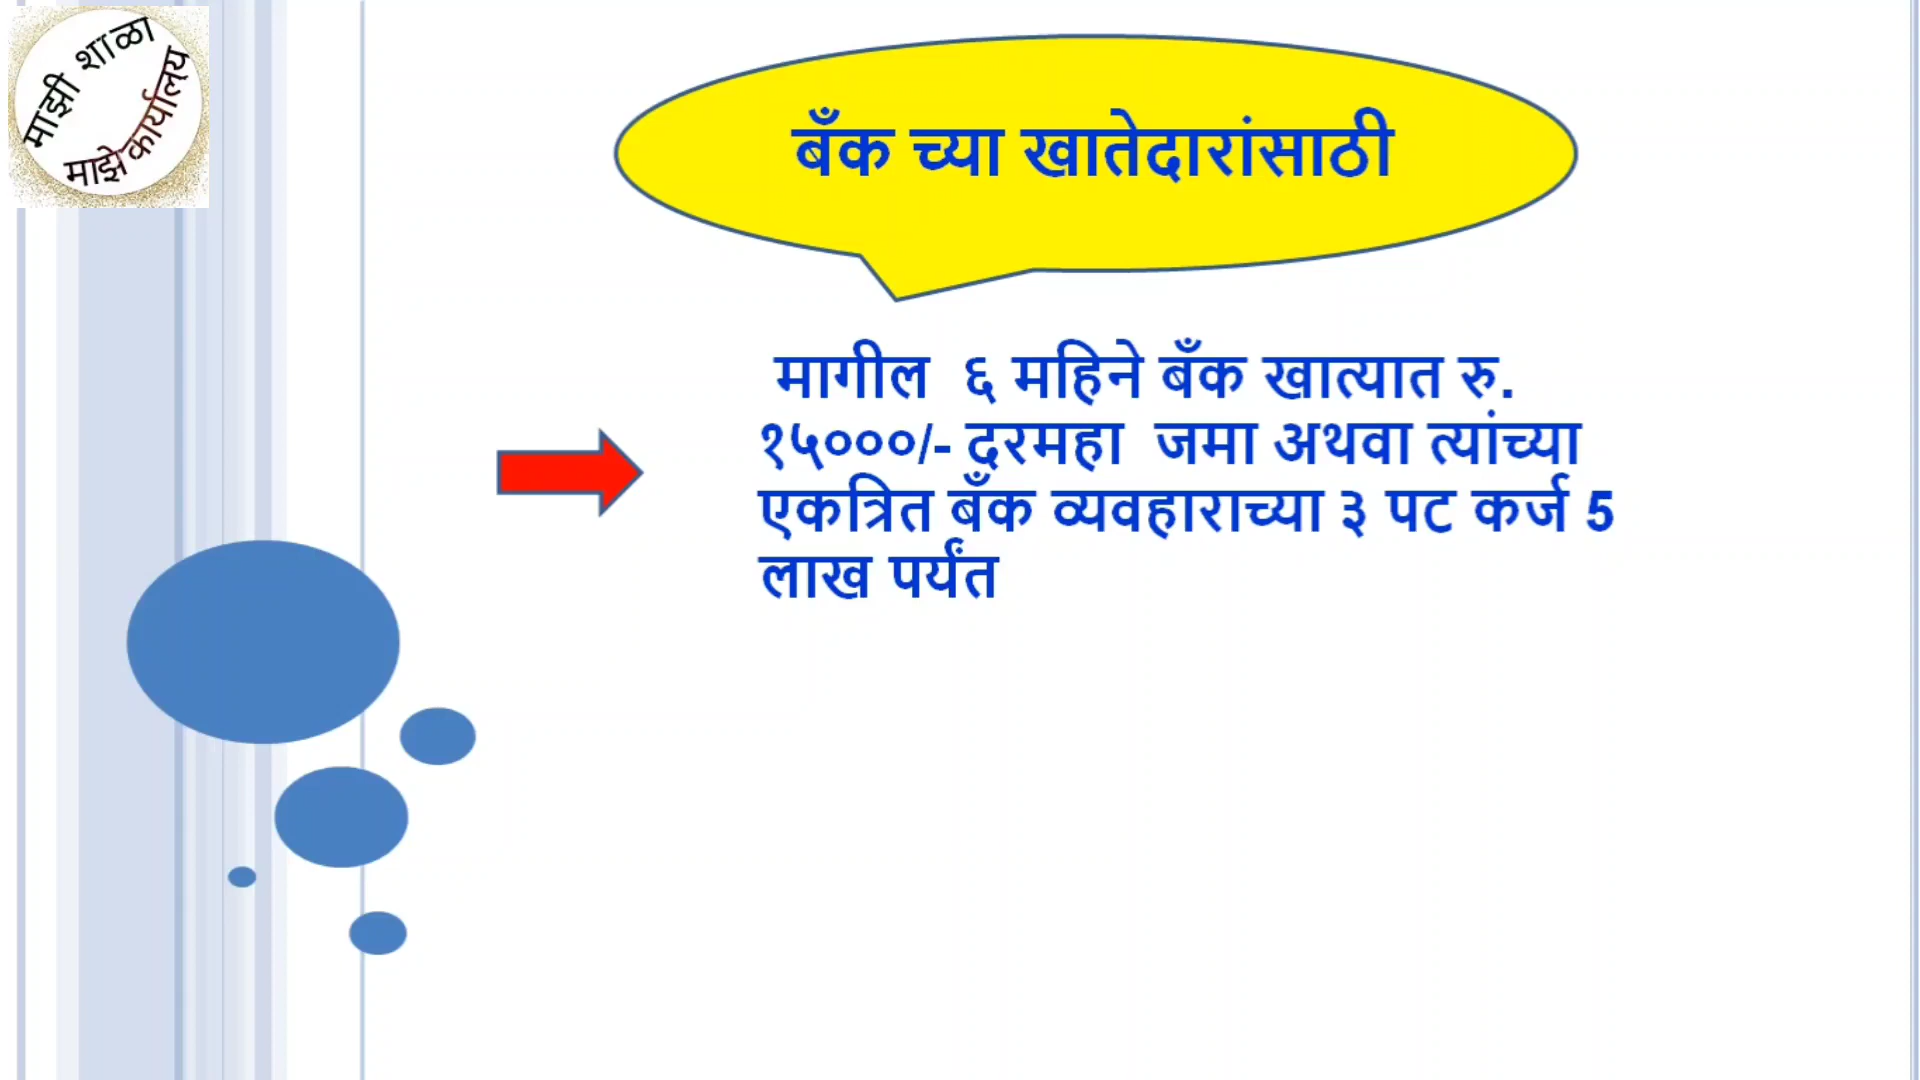 माझी शाळा
माझे कार्यालय
बँक च्या खातेदारांसाठी
मागील ६ महिने बँक खात्यात रु.
१५०००/- दरमहा जमा अथवा त्यांच्या
एकत्रित बँक व्यवहाराच्या ३ पट कर्ज 5
लाख पर्यंत